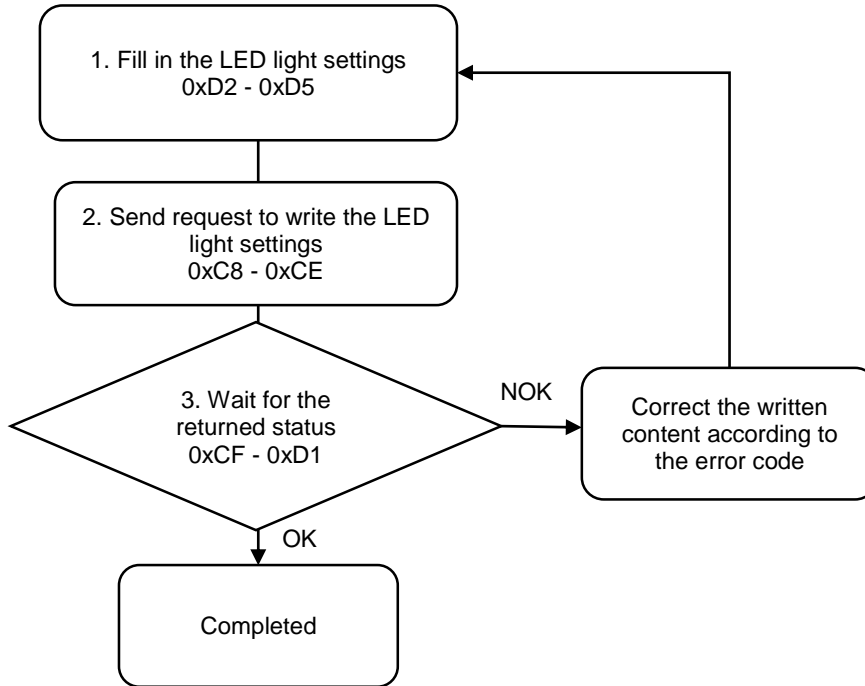 1. Fill in the LED light settings
0xD2 - 0xD5
2. Send request to write the LED
light settings
0xC8 - 0xCE
3. Wait for the
returned status
0xCF - 0xD1
NOK
Correct the written
content according to
the error code
OK
Completed